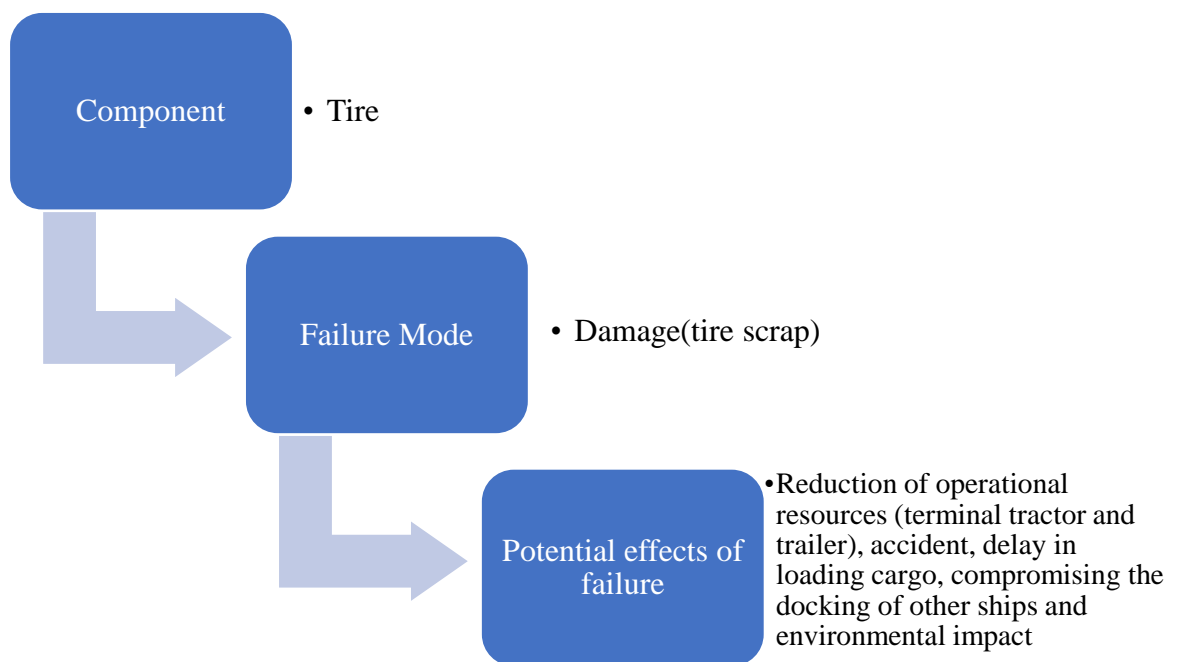 Component
• Tire
Failure Mode
• Damage(tire scrap)
Potential effects of
failure
•Reduction of operational
resources (terminal tractor and
trailer), accident, delay in
loading cargo, compromising the
docking of other ships and
environmental impact